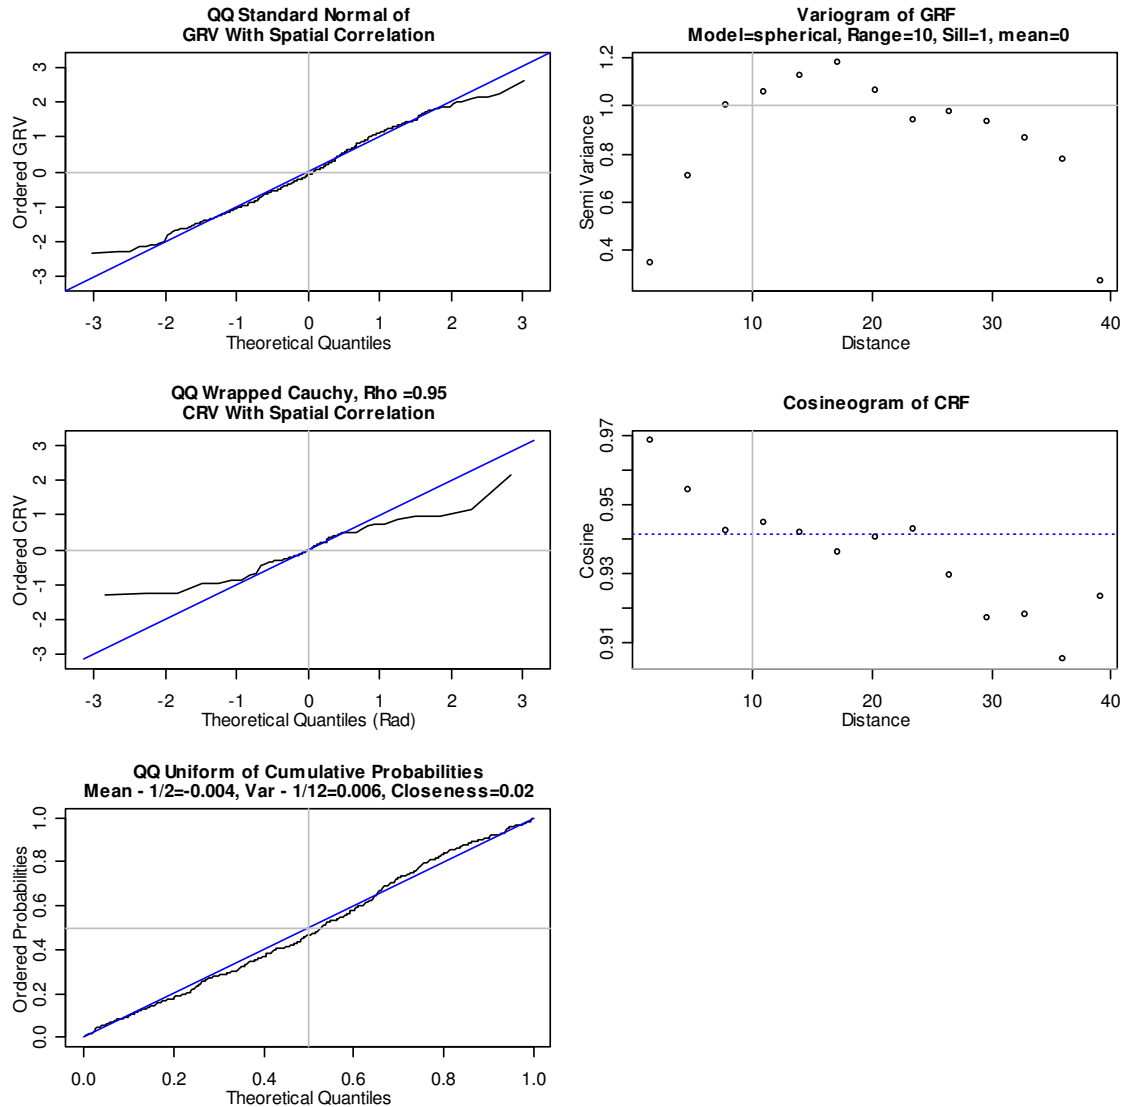 QQ Standard Normal of
GRV With Spatial Correlation
Ordered GRV
3
2
1
0
-1
-2
-3
-3 -2 -1 0 1 2 3
Theoretical Quantiles
Variogram of GRF
Model=spherical, Range=10, Sill=1, mean=0
Semi Variance
1.2
1.0
0.8
0.6
0.4
10 20 30 40
Distance
QQ Wrapped Cauchy, Rho =0.95
CRV With Spatial Correlation
Ordered CRV
3
2
1
0
-1
-2
-3
-3 -2 -1 0 1 2 3
Theoretical Quantiles (Rad)
Cosineogram of CRF
Cosine
0.97
0.95
0.93
0.91
10 20 30 40
Distance
QQ Uniform of Cumulative Probabilities
Mean - 1/2=-0.004, Var - 1/12=0.006, Closeness=0.02
Ordered Probabilities
1.0
0.8
0.6
0.4
0.2
0.0
0.0 0.2 0.4 0.6 0.8 1.0
Theoretical Quantiles